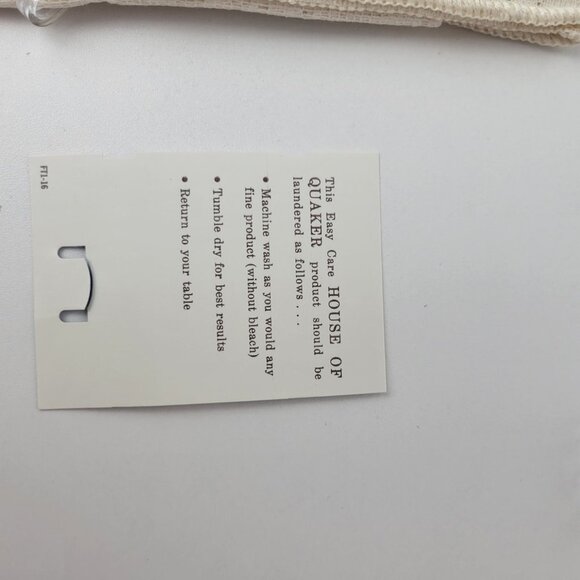 This Easy Care HOUSE OF
QUAKER product should be
laundered as follows . . .
• Machine wash as you would any
fine product (without bleach)
• Tumble dry for best results
• Return to your table
FT1-16